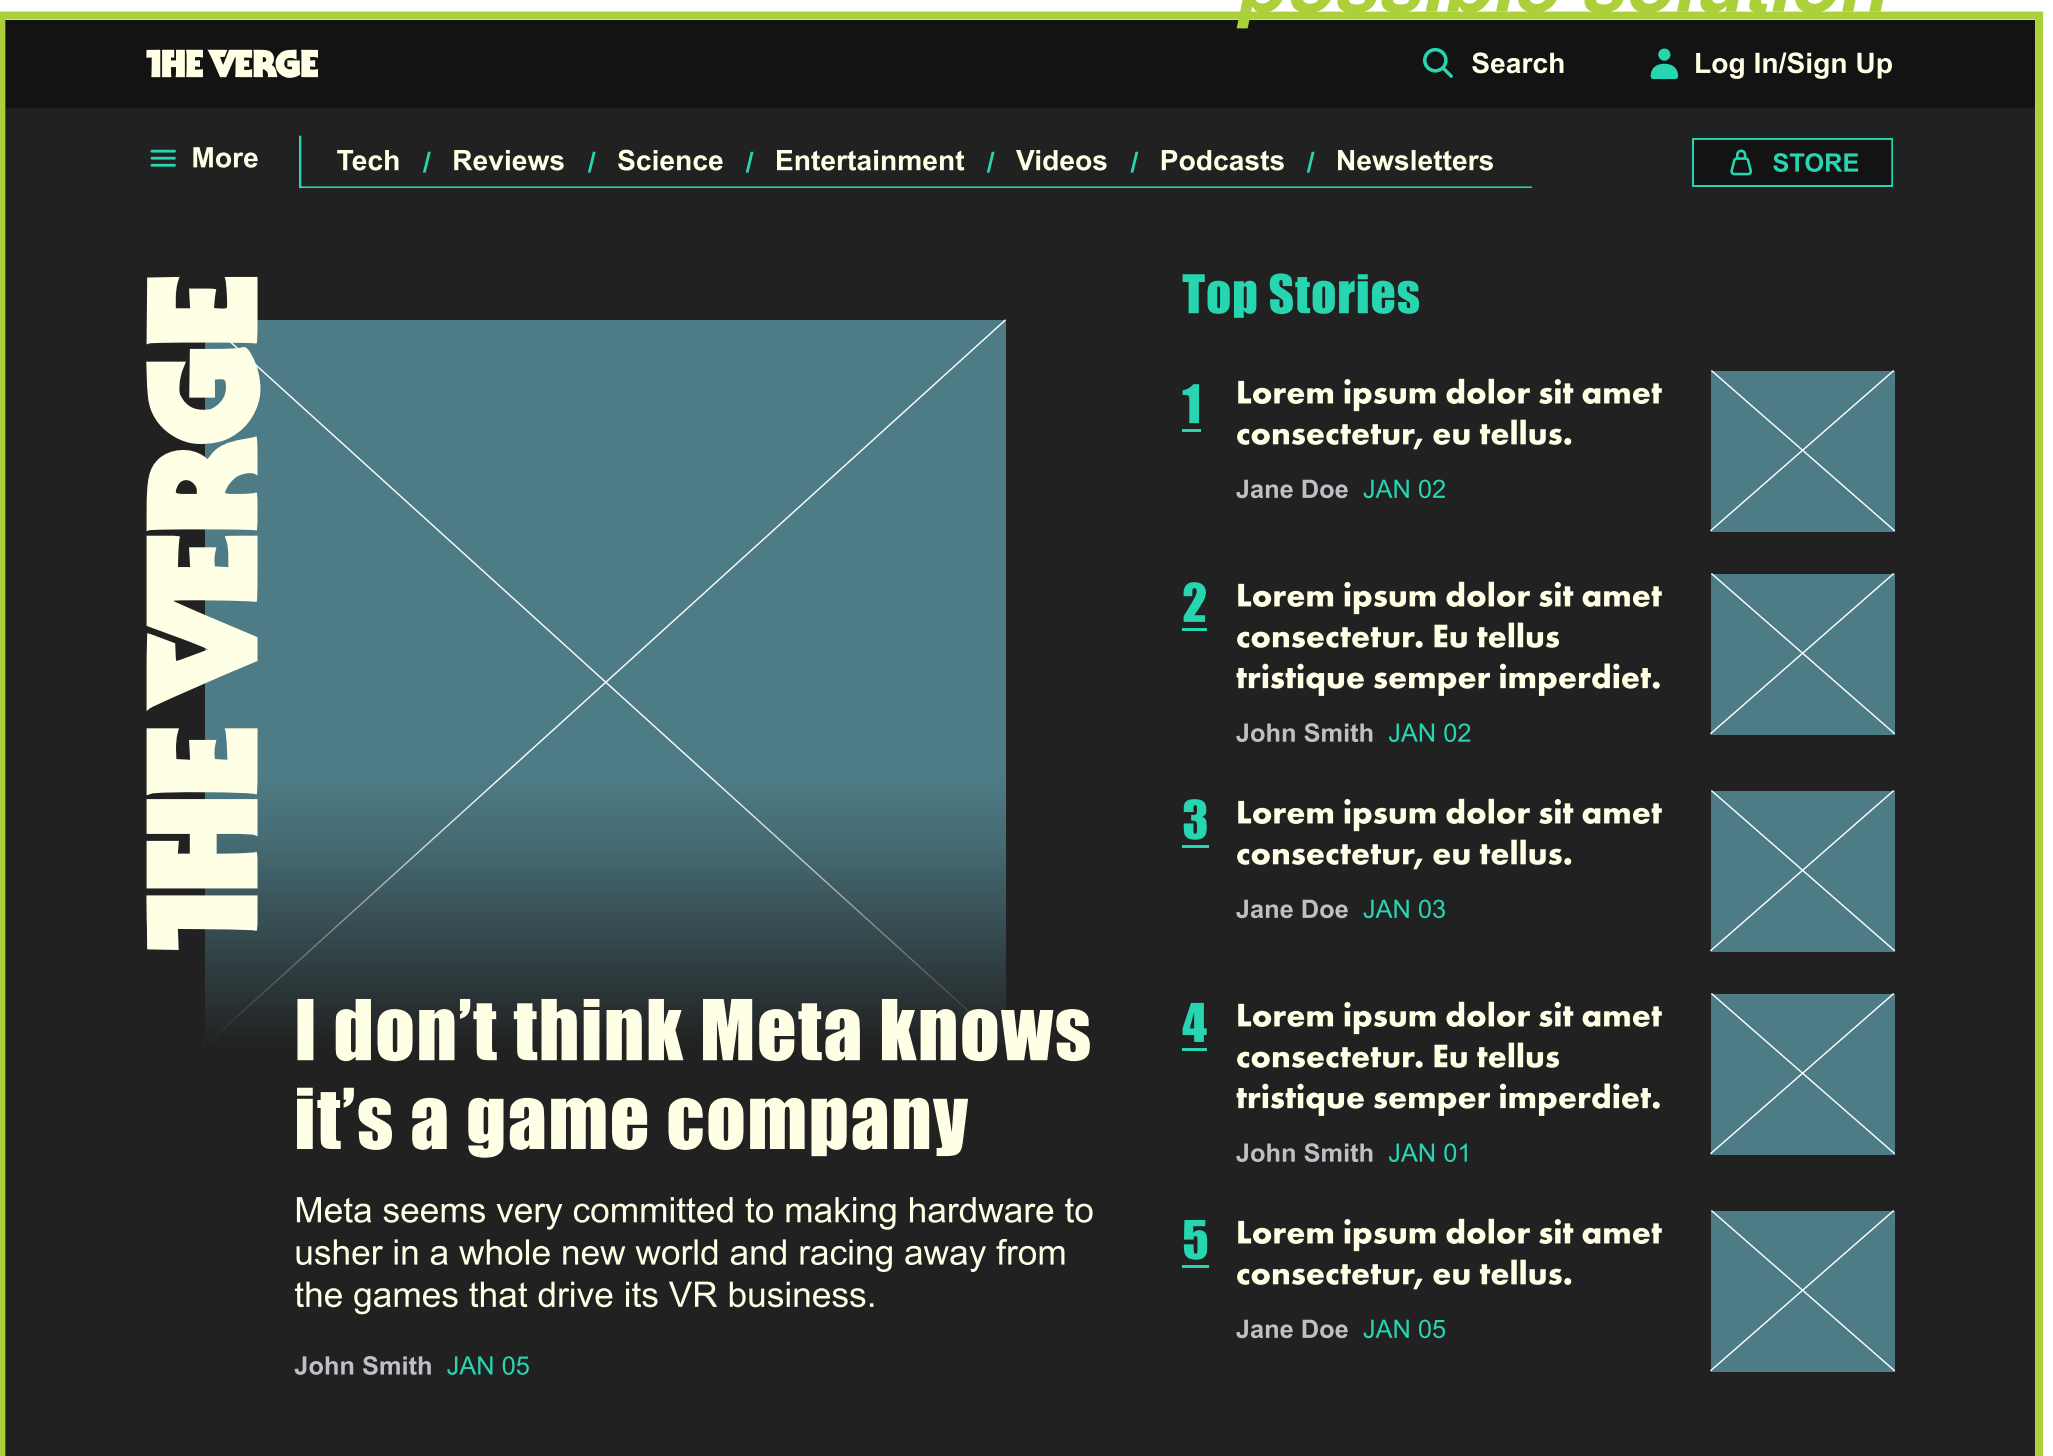 possible solution
THE VERGE
Search
Log In/Sign Up
More
Tech / Reviews / Science / Entertainment / Videos / Podcasts / Newsletters
STORE
THE VERGE
I don’t think Meta knows
it’s a game company
Meta seems very committed to making hardware to
usher in a whole new world and racing away from
the games that drive its VR business.
John Smith JAN 05
Top Stories
1
Lorem ipsum dolor sit amet
consectetur, eu tellus.
Jane Doe JAN 02
2
Lorem ipsum dolor sit amet
consectetur. Eu tellus
tristique semper imperdiet.
John Smith JAN 02
3
Lorem ipsum dolor sit amet
consectetur, eu tellus.
Jane Doe JAN 03
4
Lorem ipsum dolor sit amet
consectetur. Eu tellus
tristique semper imperdiet.
John Smith JAN 01
5
Lorem ipsum dolor sit amet
consectetur, eu tellus.
Jane Doe JAN 05